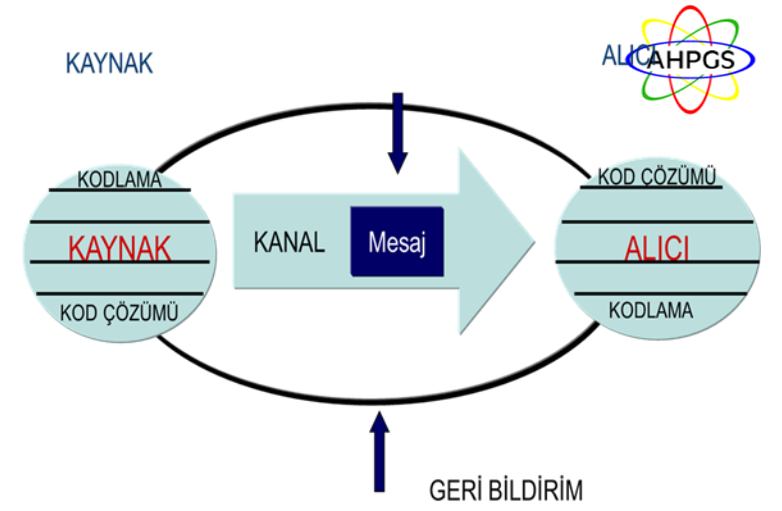 KAYNAK
ALICI
AHPGS
KODLAMA
KAYNAK
KOD ÇÖZÜMÜ
KANAL
Mesaj
KOD ÇÖZÜMÜ
ALICI
KODLAMA
GERİ BİLDİRİM